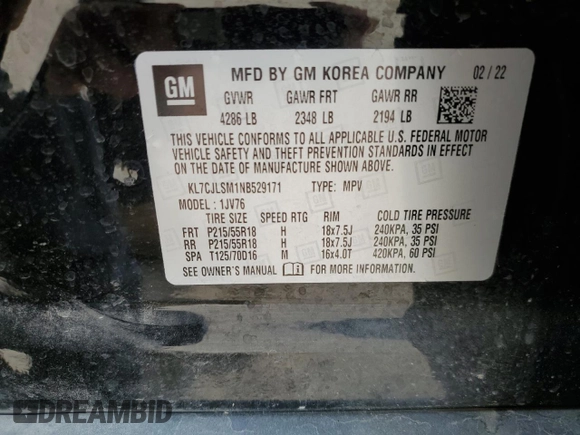 GM
MFD BY GM KOREA COMPANY 02 / 22
GVWR GAWR FRT GAWR RR
4286 LB 2348 LB 2194 LB
THIS VEHICLE CONFORMS TO ALL APPLICABLE U.S. FEDERAL MOTOR
VEHICLE SAFETY AND THEFT PREVENTION STANDARDS IN EFFECT
ON THE DATE OF MANUFACTURE SHOWN ABOVE.
KL7CJLSM1NB529171 TYPE: MPV
MODEL : 1JV76
TIRE SIZE SPEED RTG RIM COLD TIRE PRESSURE
FRT P215/55R18 H 18x7.5J 240KPA, 35 PSI
RR P215/55R18 H 18x7.5J 240KPA, 35 PSI
SPA T125/70D16 M 16x4.0T 420KPA, 60 PSI
SEE OWNER'S MANUAL FOR MORE INFORMATION.
DREAMBID